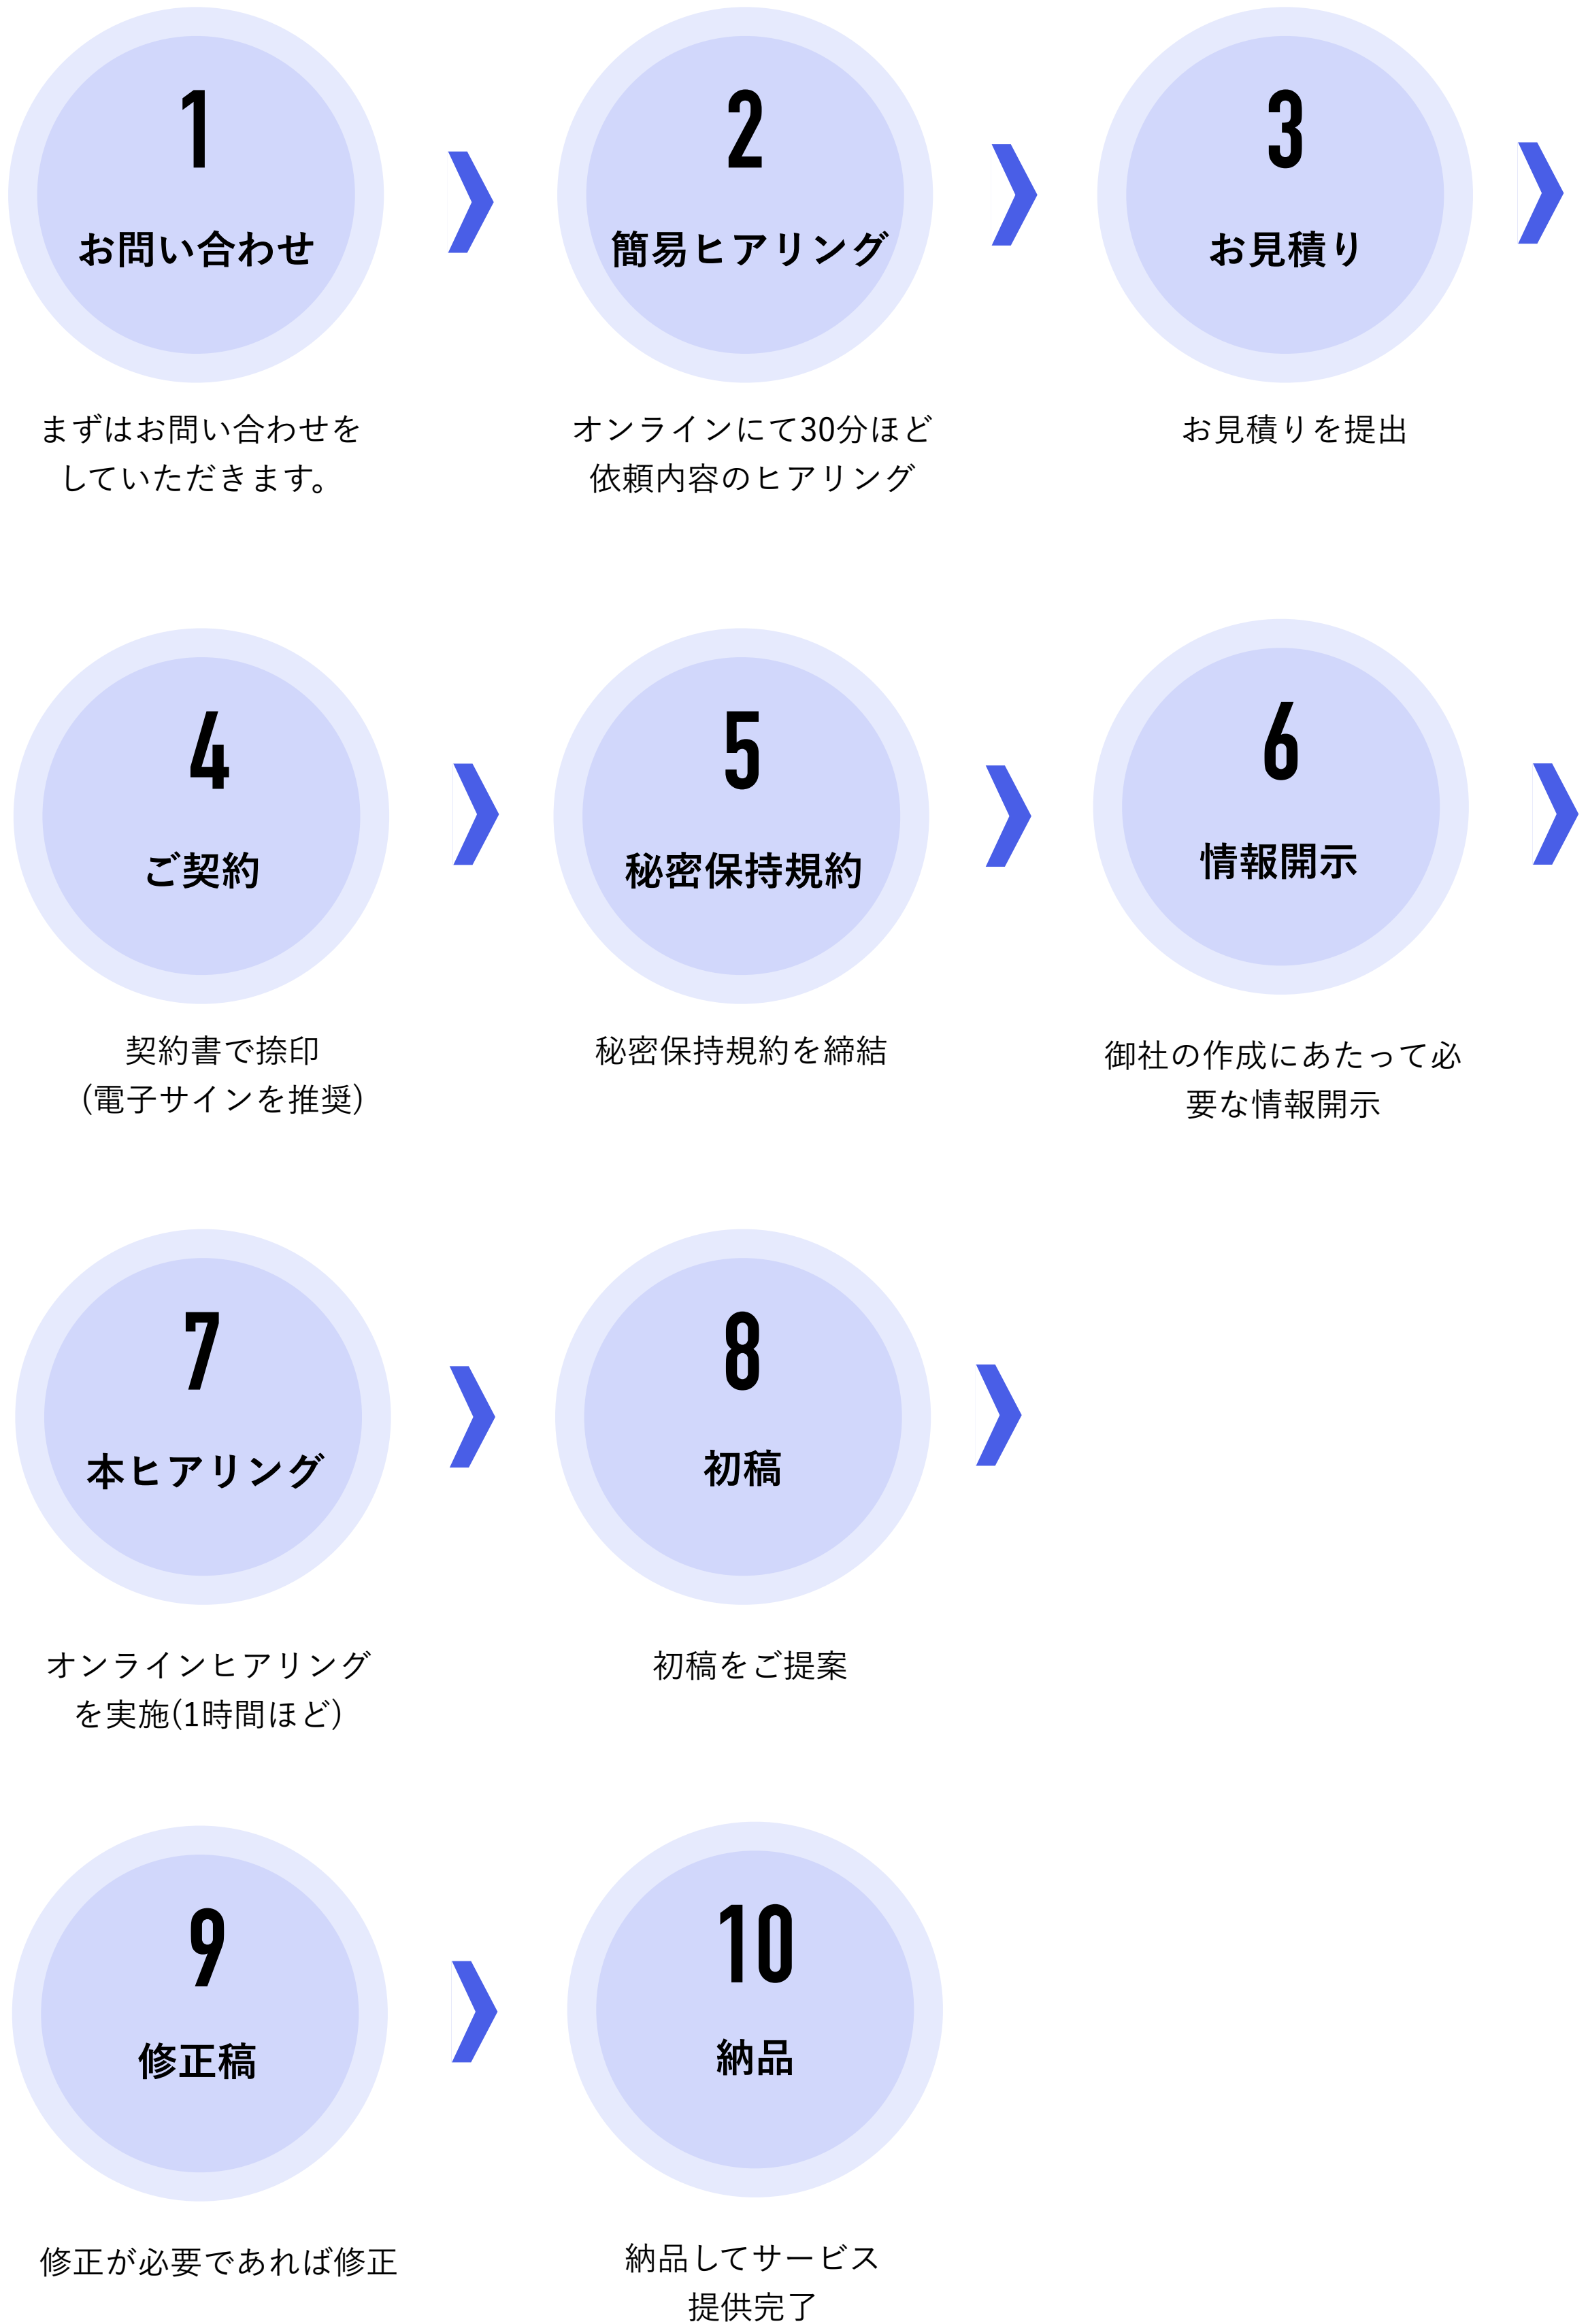 1
お問い合わせ
まずはお問い合わせを
していただきます。
2
簡易ヒアリング
オンラインにて30分ほど
依頼内容のヒアリング
3
お見積り
お見積りを提出
4
ご契約
契約書で捺印
（電子サインを推奨）
5
秘密保持規約
秘密保持規約を締結
6
情報開示
御社の作成にあたって必
要な情報開示
7
本ヒアリング
オンラインヒアリング
を実施(1時間ほど）
8
初稿
初稿をご提案
9
修正稿
修正が必要であれば修正
10
納品
納品してサービス
提供完了